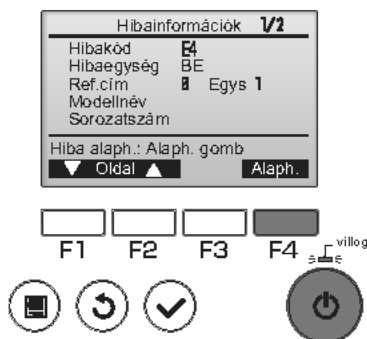 Hibainformációk 1/2
Hibakód E4
Hibaegység BE
Ref.cím 0 Egys 1
Modellnév
Sorozatszám
Hiba alaph.: Alaph. gomb
▼ Oldal ▲ Alaph.
F1 F2 F3 F4
villog